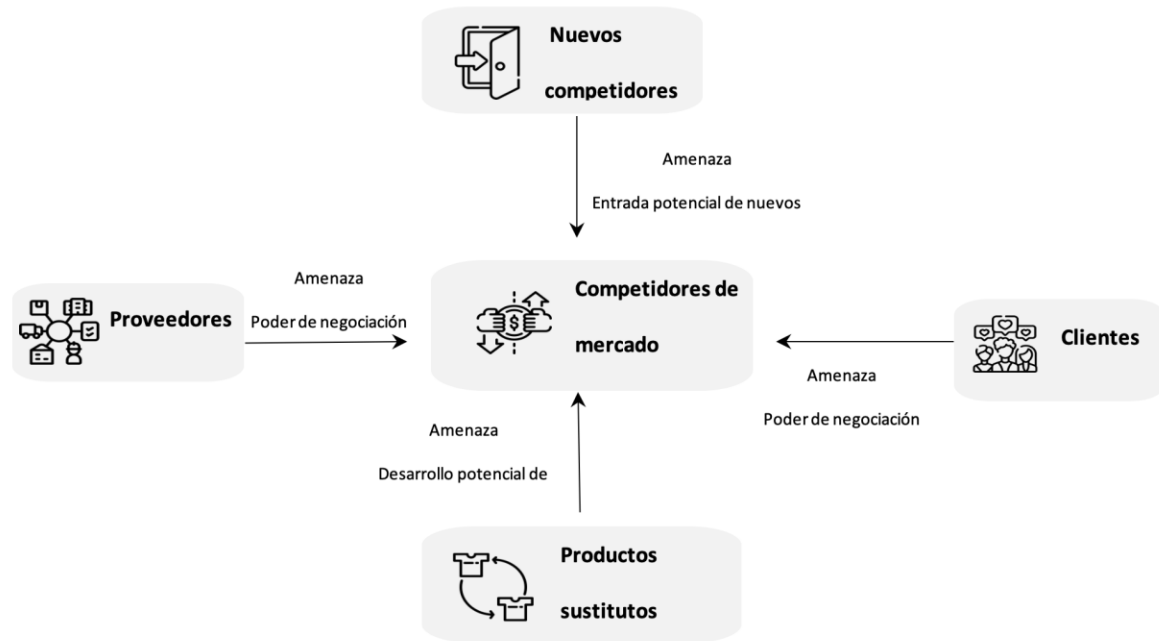 Nuevos
competidores
Amenaza
Entrada potencial de nuevos
Amenaza
Poder de negociación
Proveedores
Competidores de
mercado
Clientes
Amenaza
Poder de negociación
Amenaza
Desarrollo potencial de
Productos
sustitutos